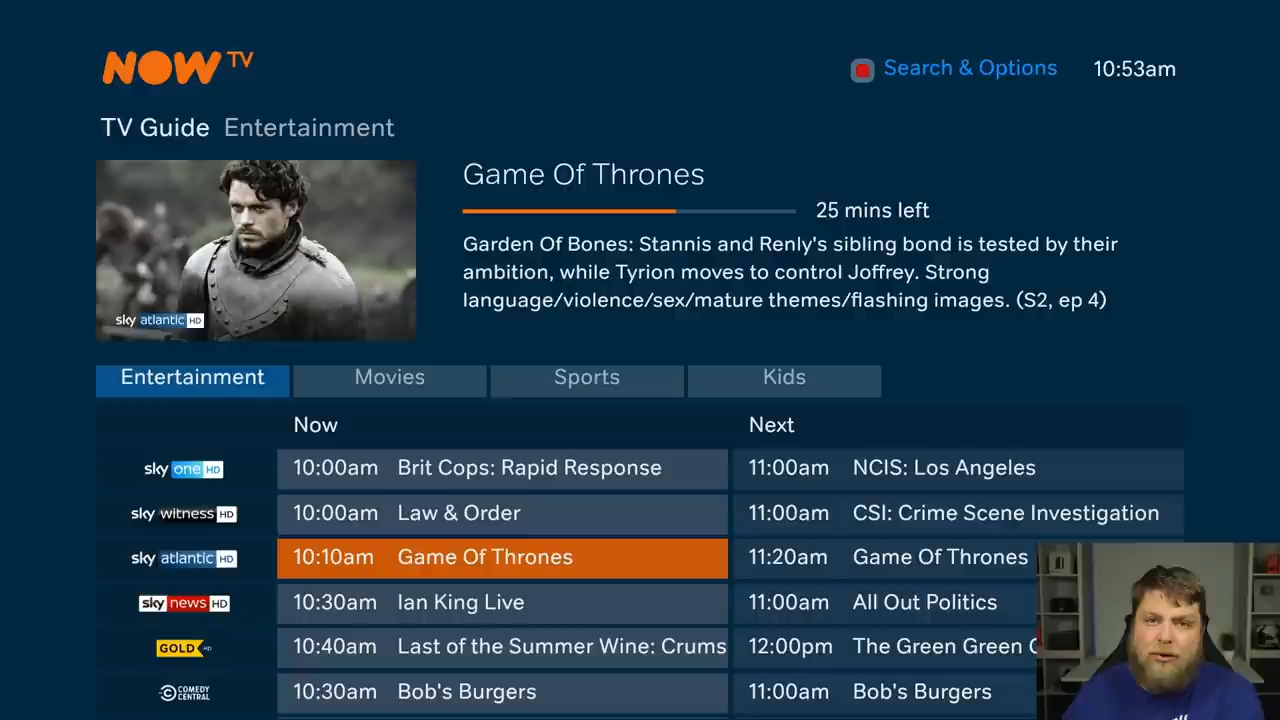 NOW TV
Search & Options
10:53am
TV Guide Entertainment
Game Of Thrones
25 mins left
Garden Of Bones: Stannis and Renly's sibling bond is tested by their
ambition, while Tyrion moves to control Joffrey. Strong
language/violence/sex/mature themes/flashing images. (S2, ep 4)
sky atlantic HD
Entertainment Movies Sports Kids
Now Next
sky one HD 10:00am Brit Cops: Rapid Response 11:00am NCIS: Los Angeles
sky witness HD 10:00am Law & Order 11:00am CSI: Crime Scene Investigation
sky atlantic HD 10:10am Game Of Thrones 11:20am Game Of Thrones
sky news HD 10:30am Ian King Live 11:00am All Out Politics
GOLD HD 10:40am Last of the Summer Wine: Crums 12:00pm The Green Green
COMEDY CENTRAL 10:30am Bob's Burgers 11:00am Bob's Burgers